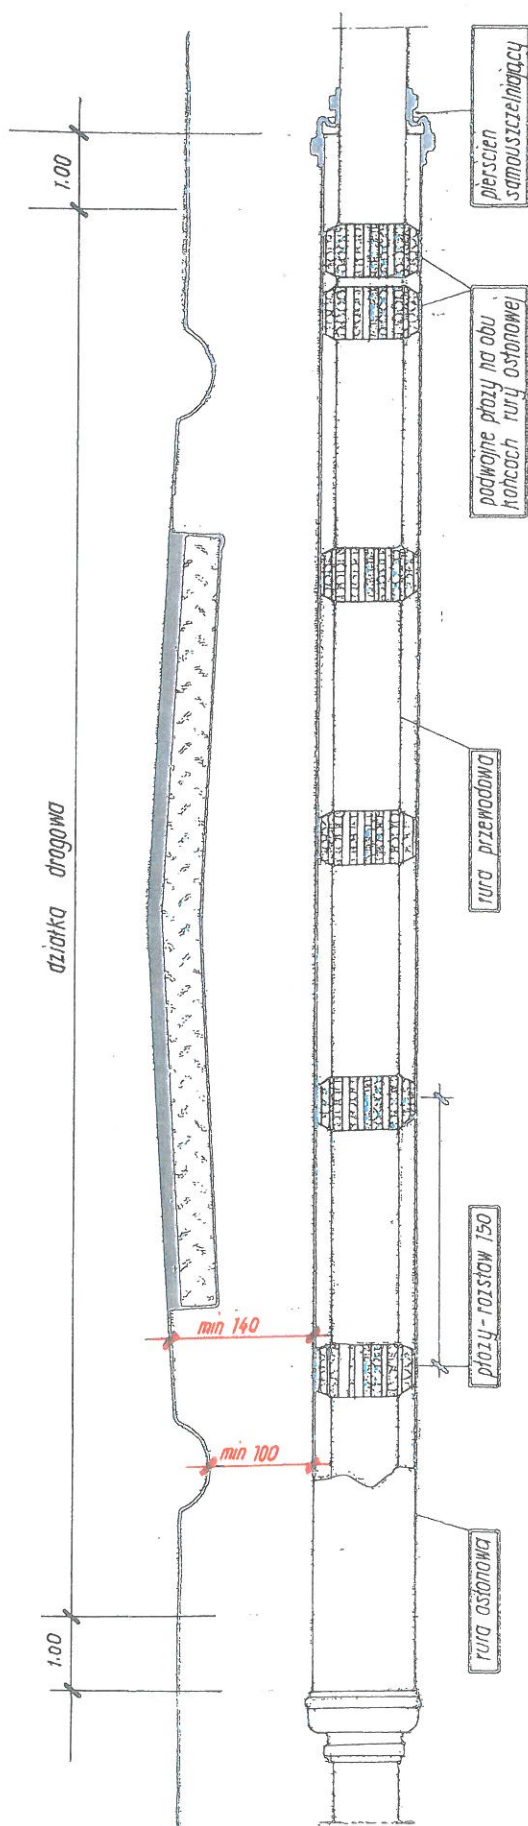 1.00
działka drogowa
1.00
min 100
min 140
rura osłonowa
płozy-rozstaw 150
rura przewodowa
podwójne płozy na obu
końcach rury osłonowej
pierścień
samouszczelniający